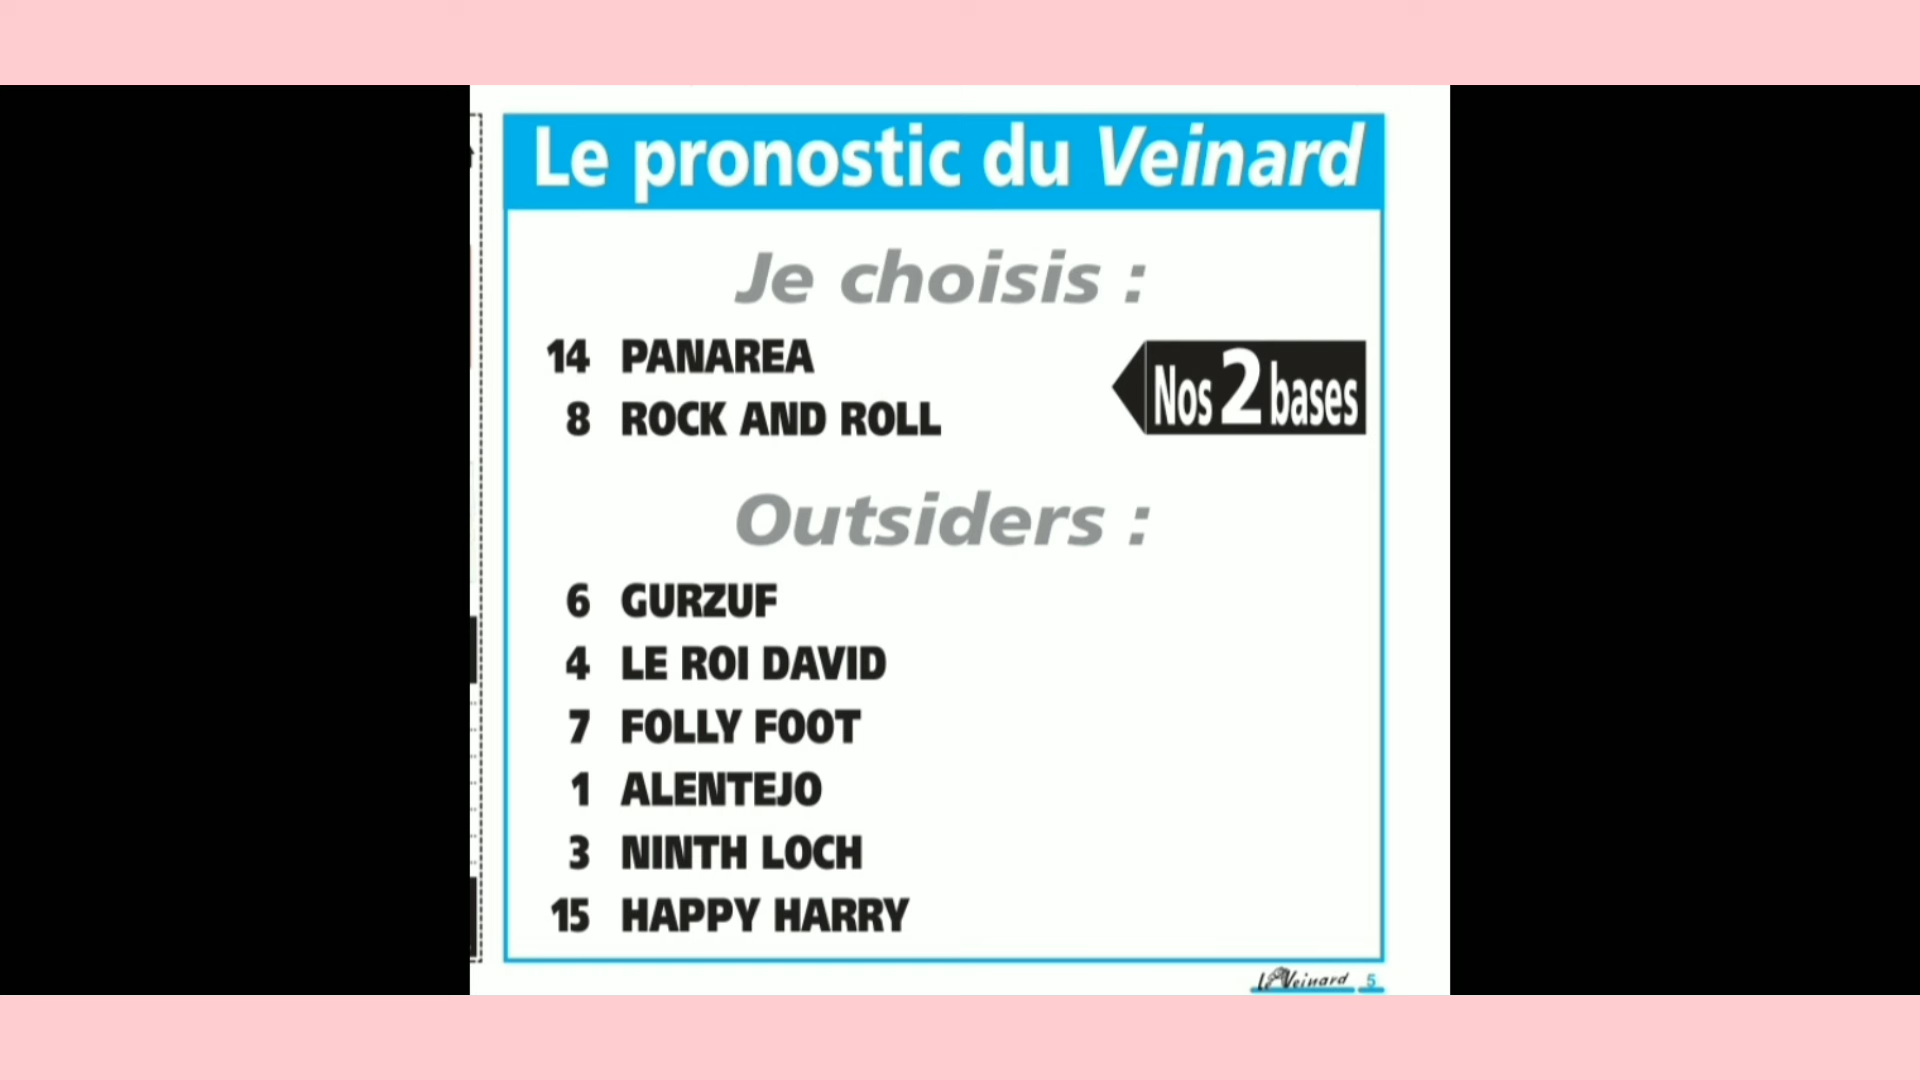 Le pronostic du Veinard
Je choisis :
14 PANAREA
8 ROCK AND ROLL
Nos 2 bases
Outsiders :
6 GURZUF
4 LE ROI DAVID
7 FOLLY FOOT
1 ALENTEJO
3 NINTH LOCH
15 HAPPY HARRY
Le Veinard 5